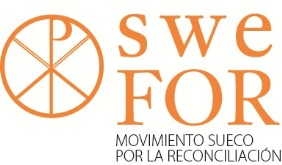 swe
FOR
MOVIMIENTO SUECO
POR LA RECONCILIACIÓN